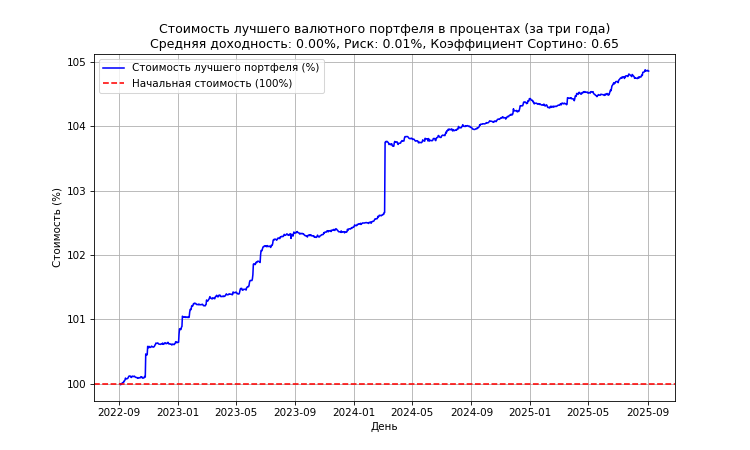 Стоимость лучшего валютного портфеля в процентах (за три года)
Средняя доходность: 0.00%, Риск: 0.01%, Коэффициент Сортино: 0.65
Стоимость лучшего портфеля (%)
Начальная стоимость (100%)
Стоимость (%)
105
104
103
102
101
100
2022-09
2023-01
2023-05
2023-09
2024-01
2024-05
2024-09
2025-01
2025-05
2025-09
День